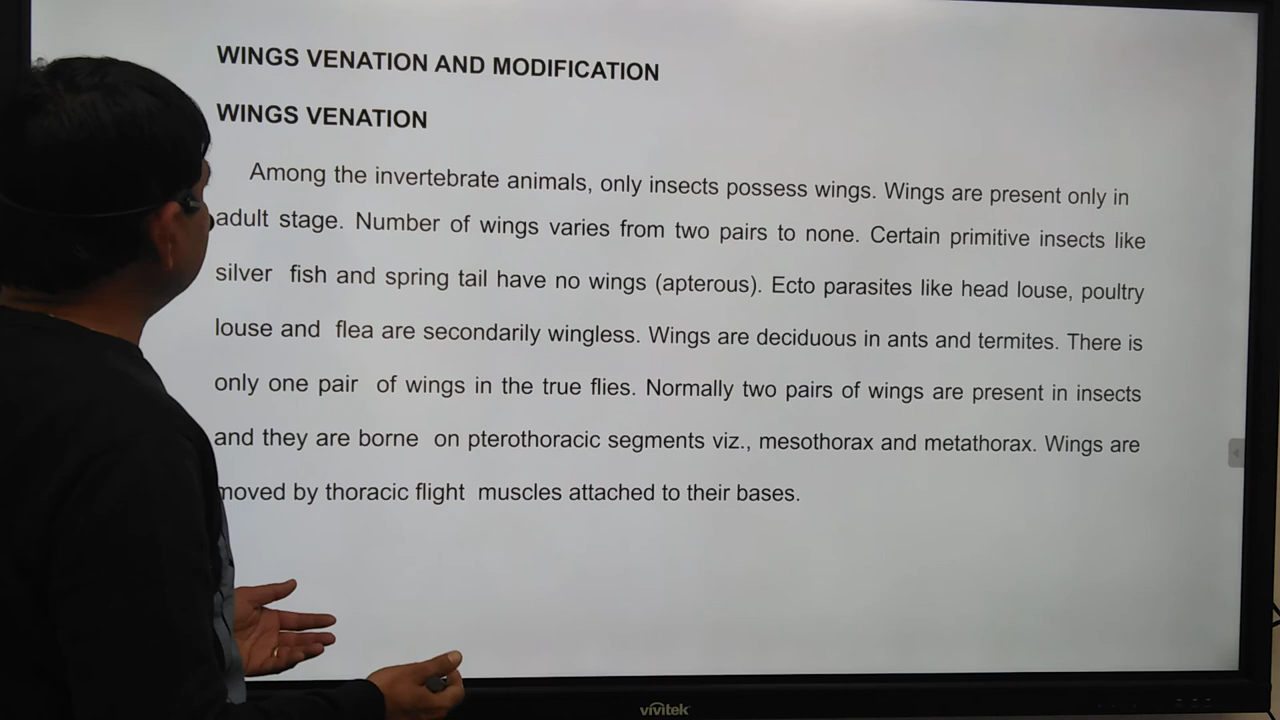 WINGS VENATION AND MODIFICATION
WINGS VENATION
Among the invertebrate animals, only insects possess wings. Wings are present only in
adult stage. Number of wings varies from two pairs to none. Certain primitive insects like
silver fish and spring tail have no wings (apterous). Ecto parasites like head louse, poultry
louse and flea are secondarily wingless. Wings are deciduous in ants and termites. There is
only one pair of wings in the true flies. Normally two pairs of wings are present in insects
and they are borne on pterothoracic segments viz., mesothorax and metathorax. Wings are
moved by thoracic flight muscles attached to their bases.
vivitek